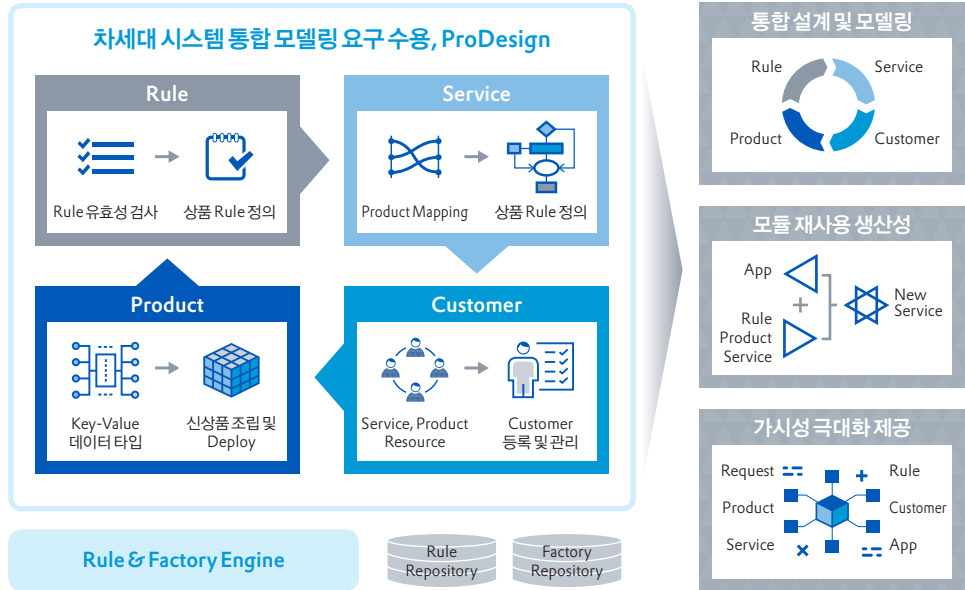 차세대 시스템 통합 모델링 요구 수용, ProDesign
Rule
Rule 유효성 검사
상품 Rule 정의
Service
Product Mapping
상품 Rule 정의
Product
Key-Value
데이터 타입
신상품 조립 및
Deploy
Customer
Service, Product
Resource
Customer
등록 및 관리
Rule & Factory Engine
Rule
Repository
Factory
Repository
통합 설계 및 모델링
Rule
Service
Product
Customer
모듈 재사용 생산성
App
Rule
Product
Service
New
Service
가시성 극대화 제공
Request
Rule
Product
Customer
Service
App